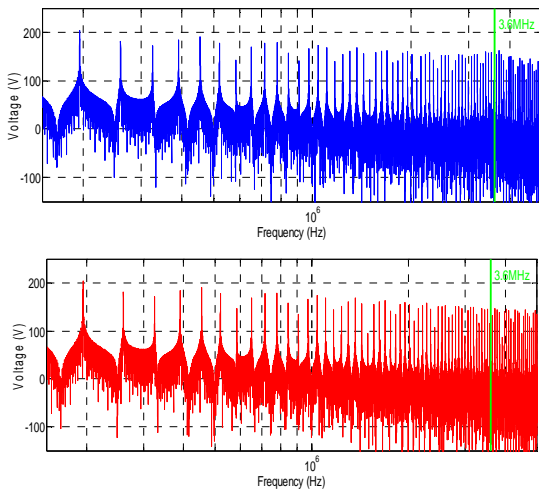 3.6MHz
200
100
0
-100
Voltage (V)
10^6
Frequency (Hz)
3.6MHz
200
100
0
-100
Voltage (V)
10^6
Frequency (Hz)